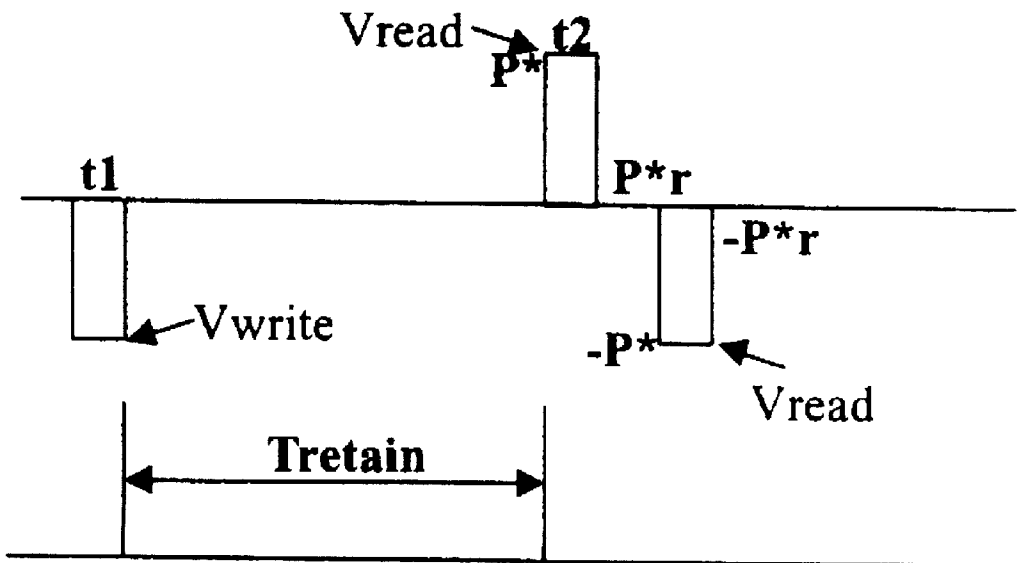 Vread
t2
P*
t1
P*r
-P*r
Vwrite
-P*
Vread
Tretain